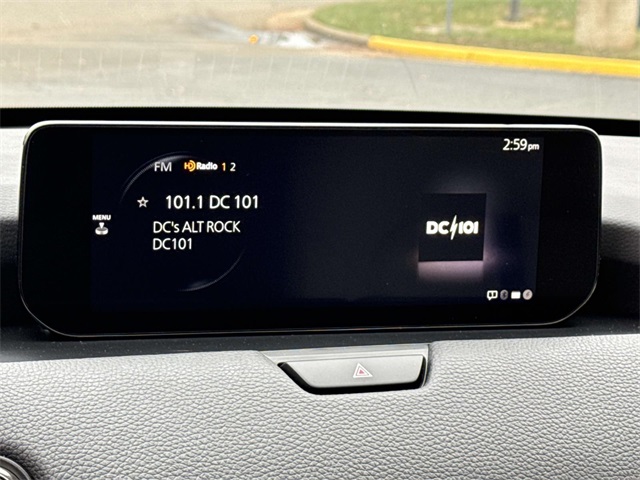 2:59pm
FM HD Radio 1 2
101.1 DC 101
MENU
DC's ALT ROCK
DC101
DC101